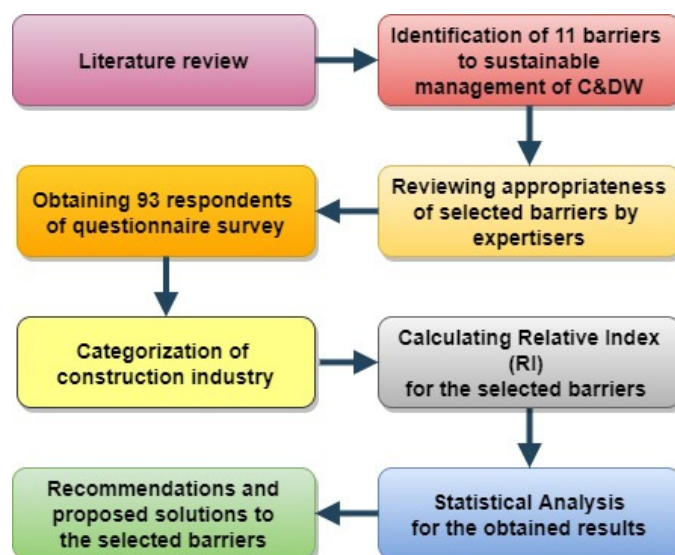 Literature review
Identification of 11 barriers
to sustainable
management of C&DW
Reviewing appropriateness
of selected barriers by
expertisers
Obtaining 93 respondents
of questionnaire survey
Categorization of
construction industry
Calculating Relative Index
(RI)
for the selected barriers
Statistical Analysis
for the obtained results
Recommendations and
proposed solutions to
the selected barriers